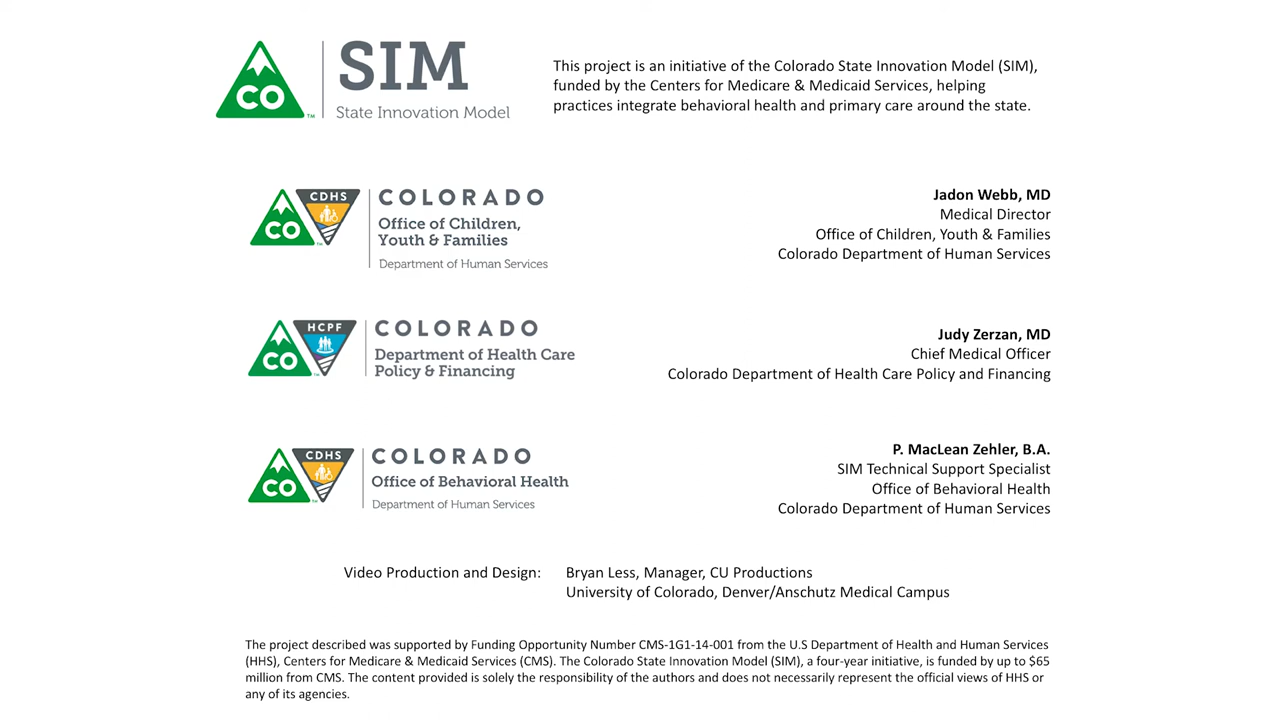 CO
TM
SIM
State Innovation Model
This project is an initiative of the Colorado State Innovation Model (SIM),
funded by the Centers for Medicare & Medicaid Services, helping
practices integrate behavioral health and primary care around the state.
CO
CDHS
TM
COLORADO
Office of Children,
Youth & Families
Department of Human Services
Jadon Webb, MD
Medical Director
Office of Children, Youth & Families
Colorado Department of Human Services
CO
HCPF
TM
COLORADO
Department of Health Care
Policy & Financing
Judy Zerzan, MD
Chief Medical Officer
Colorado Department of Health Care Policy and Financing
CO
CDHS
TM
COLORADO
Office of Behavioral Health
Department of Human Services
P. MacLean Zehler, B.A.
SIM Technical Support Specialist
Office of Behavioral Health
Colorado Department of Human Services
Video Production and Design: Bryan Less, Manager, CU Productions
University of Colorado, Denver/Anschutz Medical Campus
The project described was supported by Funding Opportunity Number CMS-1G1-14-001 from the U.S Department of Health and Human Services
(HHS), Centers for Medicare & Medicaid Services (CMS). The Colorado State Innovation Model (SIM), a four-year initiative, is funded by up to $65
million from CMS. The content provided is solely the responsibility of the authors and does not necessarily represent the official views of HHS or
any of its agencies.